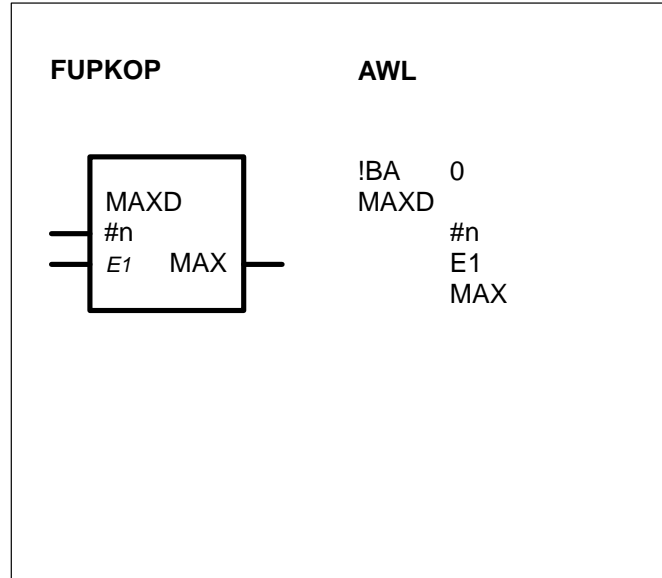 FUPKOP
AWL
MAXD
#n
E1 MAX
!BA 0
MAXD
#n
E1
MAX